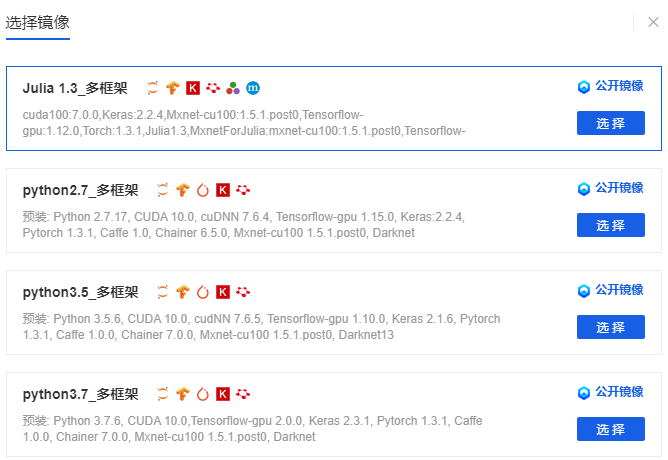 选择镜像
Julia 1.3_多框架
公开镜像
cuda100:7.0.0,Keras:2.2.4,Mxnet-cu100:1.5.1.post0,Tensorflow-
gpu:1.12.0,Torch:1.3.1,Julia1.3,MxnetForJulia:mxnet-cu100:1.5.1.post0,Tensorflow-
选 择
python2.7_多框架
公开镜像
预装: Python 2.7.17, CUDA 10.0, cuDNN 7.6.4, Tensorflow-gpu 1.15.0, Keras:2.2.4,
Pytorch 1.3.1, Caffe 1.0, Chainer 6.5.0, Mxnet-cu100 1.5.1.post0, Darknet
选 择
python3.5_多框架
公开镜像
预装: Python 3.5.6, CUDA 10.0, cudNN 7.6.5, Tensorflow-gpu 1.10.0, Keras 2.1.6, Pytorch
1.3.1, Caffe 1.0.0, Chainer 7.0.0, Mxnet-cu100 1.5.1.post0, Darknet13
选 择
python3.7_多框架
公开镜像
预装: Python 3.7.6, CUDA 10.0,Tensorflow-gpu 2.0.0, Keras 2.3.1, Pytorch 1.3.1, Caffe
1.0.0, Chainer 7.0.0, Mxnet-cu100 1.5.1.post0, Darknet
选 择